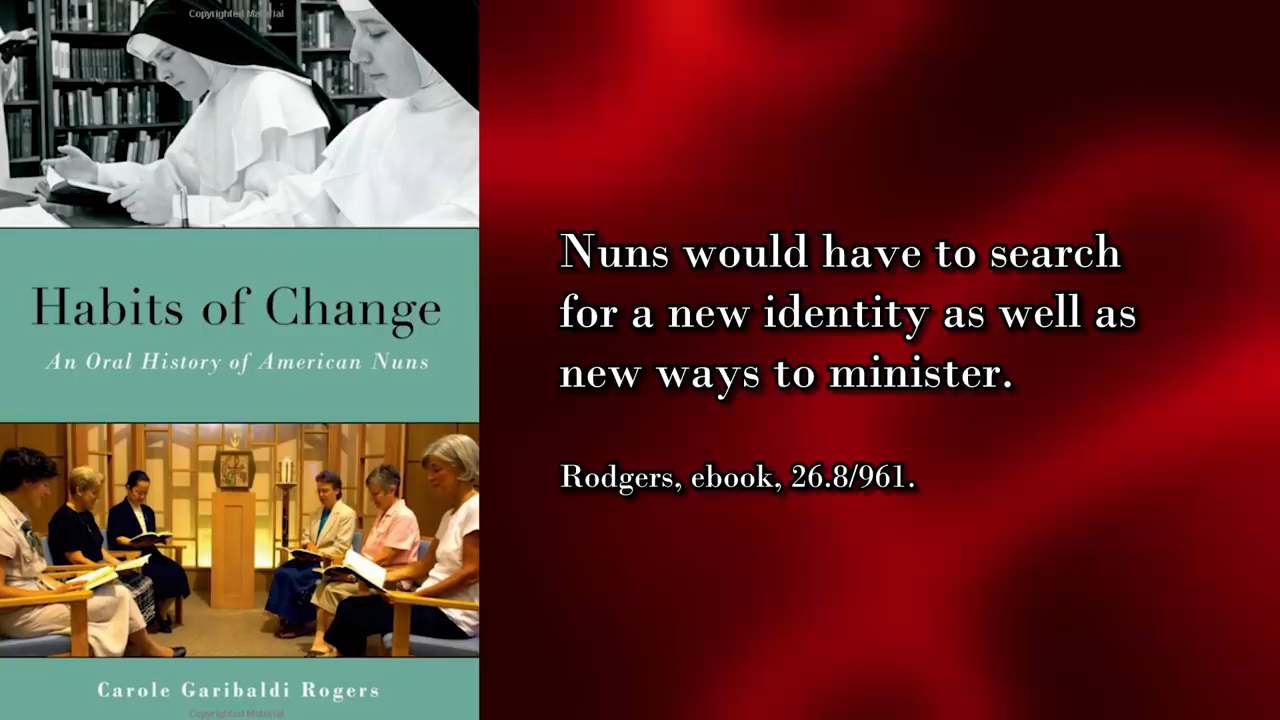 Copyrighted Material
Habits of Change
An Oral History of American Nuns
Carole Garibaldi Rogers
Copyrighted Material
Nuns would have to search
for a new identity as well as
new ways to minister.
Rodgers, ebook, 26.8/961.